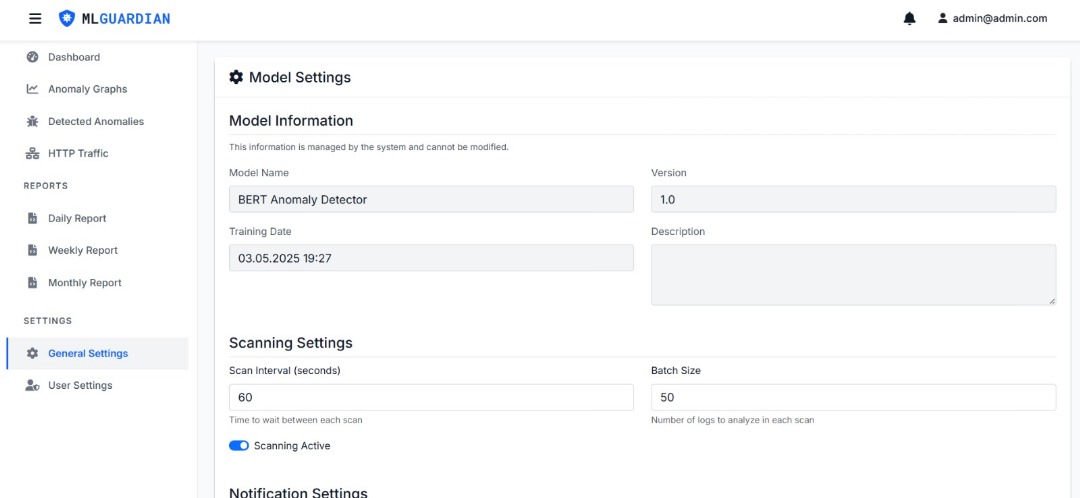 MLGUARDIAN
admin@admin.com
Dashboard
Anomaly Graphs
Detected Anomalies
HTTP Traffic
REPORTS
Daily Report
Weekly Report
Monthly Report
SETTINGS
General Settings
User Settings
Model Settings
Model Information
This information is managed by the system and cannot be modified.
Model Name
BERT Anomaly Detector
Version
1.0
Training Date
03.05.2025 19:27
Description
Scanning Settings
Scan Interval (seconds)
60
Time to wait between each scan
Batch Size
50
Number of logs to analyze in each scan
Scanning Active
Notification Settings